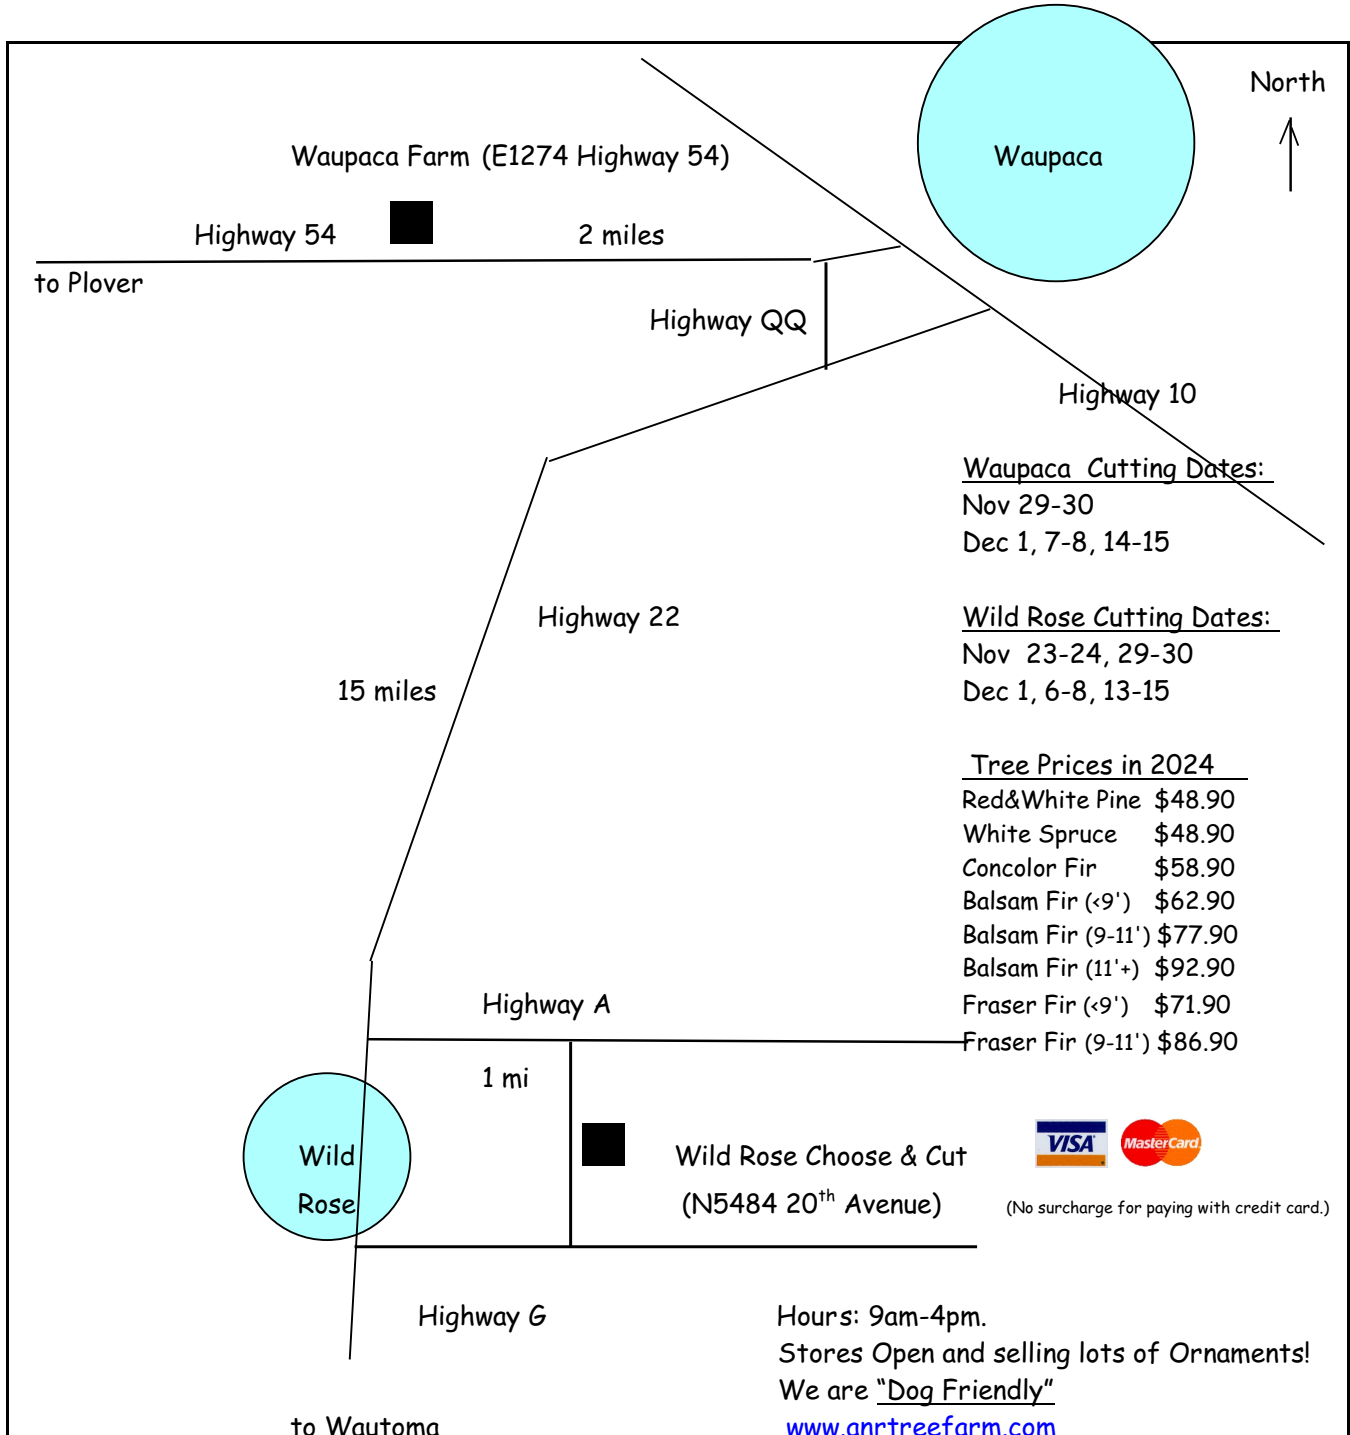 North
Waupaca Farm (E1274 Highway 54)
Waupaca
Highway 54
2 miles
to Plover
Highway QQ
Highway 10
Waupaca Cutting Dates:
Nov 29-30
Dec 1, 7-8, 14-15
Highway 22
Wild Rose Cutting Dates:
Nov 23-24, 29-30
15 miles
Dec 1, 6-8, 13-15
Tree Prices in 2024
Red&White Pine $48.90
White Spruce $48.90
Concolor Fir $58.90
Balsam Fir (<9') $62.90
Balsam Fir (9-11') $77.90
Balsam Fir (11'+) $92.90
Highway A
Fraser Fir (<9') $71.90
Fraser Fir (9-11') $86.90
1 mi
VISA
MasterCard
Wild
Rose
Wild Rose Choose & Cut
(N5484 20th Avenue)
(No surcharge for paying with credit card.)
Highway G
Hours: 9am-4pm.
Stores Open and selling lots of Ornaments!
We are “Dog Friendly”
to Wautoma
www.anrtreefarm.com